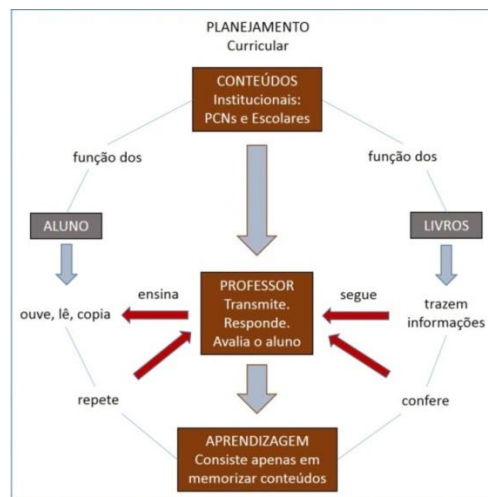 PLANEJAMENTO
Curricular
CONTEÚDOS
Institucionais:
PCNs e Escolares
função dos
função dos
ALUNO
LIVROS
ensina
PROFESSOR
Transmite.
Responde.
Avalia o aluno
segue
ouve, lê, copia
trazem
informações
repete
confere
APRENDIZAGEM
Consiste apenas em
memorizar conteúdos